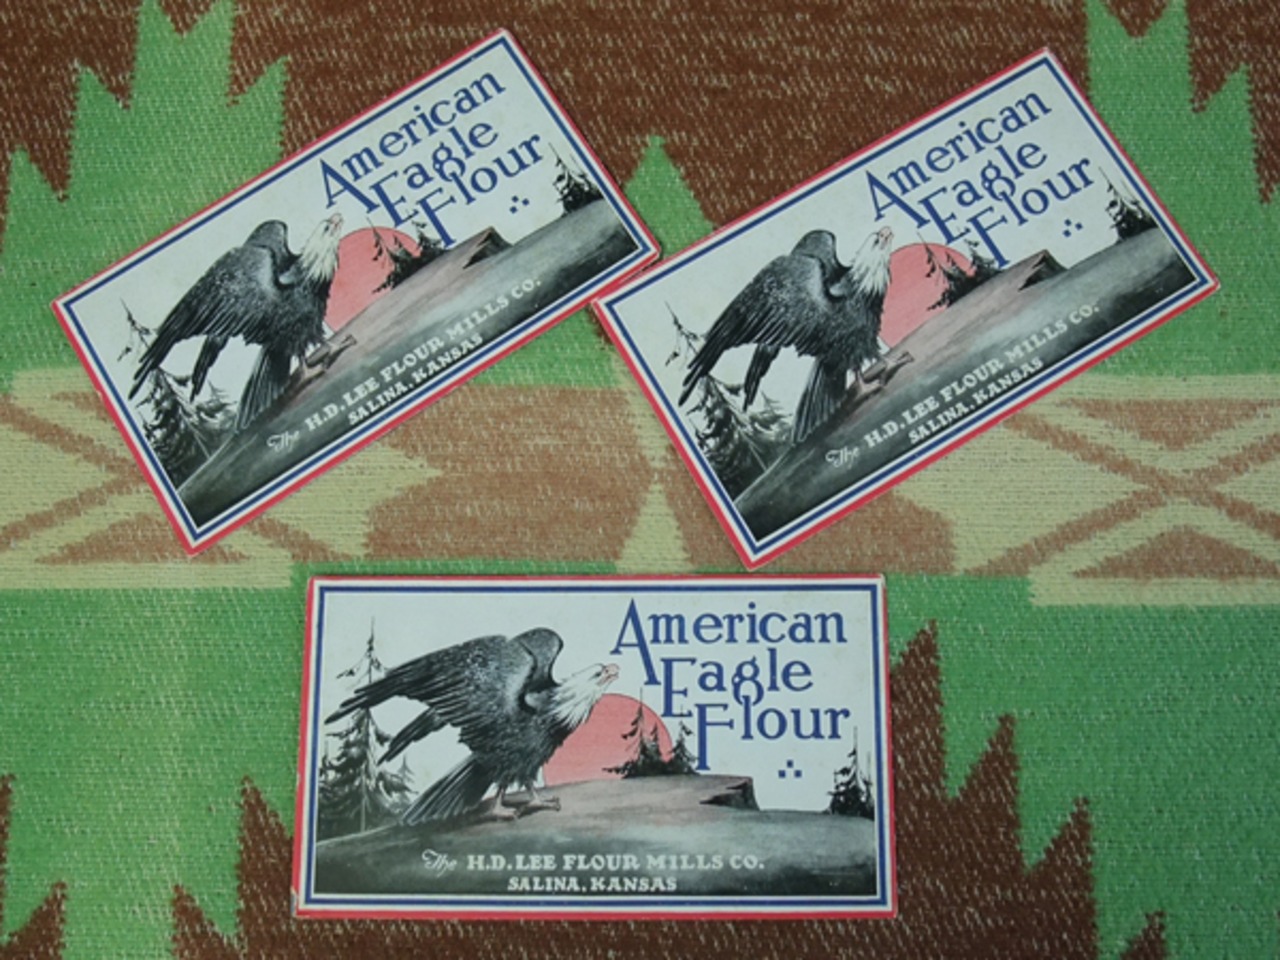 American
Eagle
Flour
The H.D. LEE FLOUR MILLS CO.
SALINA, KANSAS
American
Eagle
Flour
The H.D. LEE FLOUR MILLS CO.
SALINA, KANSAS
American
Eagle
Flour
The H.D. LEE FLOUR MILLS CO.
SALINA, KANSAS